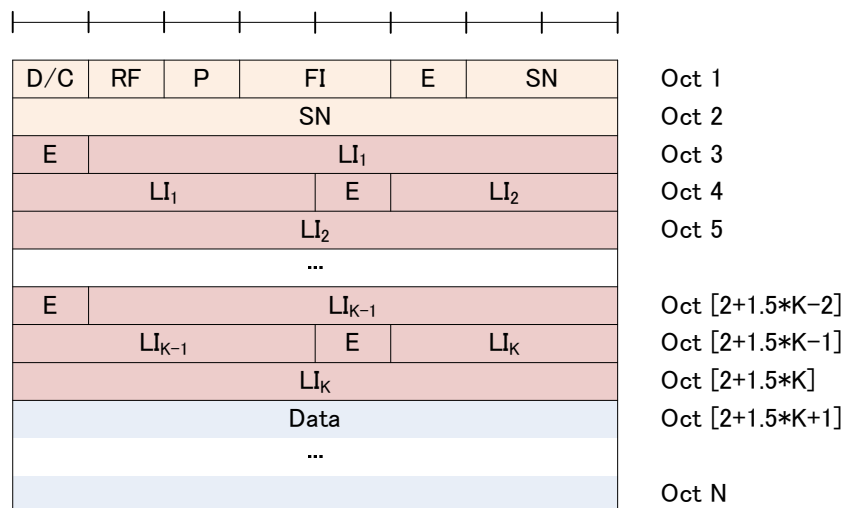 D/C RF P FI E SN Oct 1
SN Oct 2
E LI₁ Oct 3
LI₁ E LI₂ Oct 4
LI₂ Oct 5
...
E LIₖ₋₁ Oct [2+1.5*K-2]
LIₖ₋₁ E LIₖ Oct [2+1.5*K-1]
LIₖ Oct [2+1.5*K]
Data Oct [2+1.5*K+1]
...
Oct N